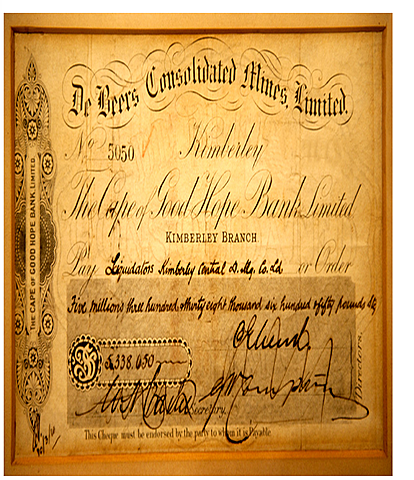 De Beers Consolidated Mines, Limited.
No 5050 Kimberley
The Cape of Good Hope Bank Limited
KIMBERLEY BRANCH
Pay Liquidators Kimberley Central D. Mg. Co. Ld or Order
Five millions three hundred thirty eight thousand six hundred & fifty pounds Stg
£5,338,650
Secretary.
Directors.
This Cheque must be endorsed by the party to whom it is Payable
THE CAPE OF GOOD HOPE BANK LIMITED